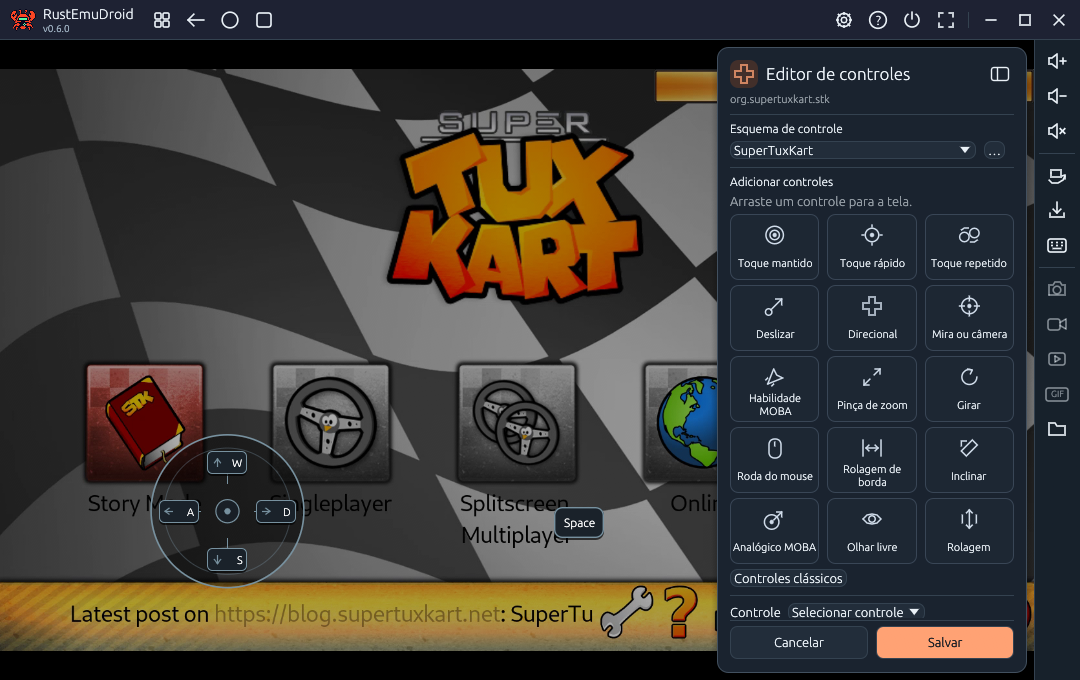 RustEmuDroid
v0.6.0
Editor de controles
org.supertuxkart.stk
Esquema de controle
SuperTuxKart
...
Adicionar controles
Arraste um controle para a tela.
Toque mantido
Toque rápido
Toque repetido
Deslizar
Direcional
Mira ou câmera
Habilidade
MOBA
Pinça de zoom
Girar
Roda do mouse
Rolagem de
borda
Inclinar
Analógico MOBA
Olhar livre
Rolagem
Controles clássicos
Controle
Selecionar controle
Cancelar
Salvar
GIF
SUPER
TUX
KART
STK
Singleplayer
Splitscreen
Multiplayer
W
A
D
S
Space
Latest post on https://blog.supertuxkart.net: SuperTu